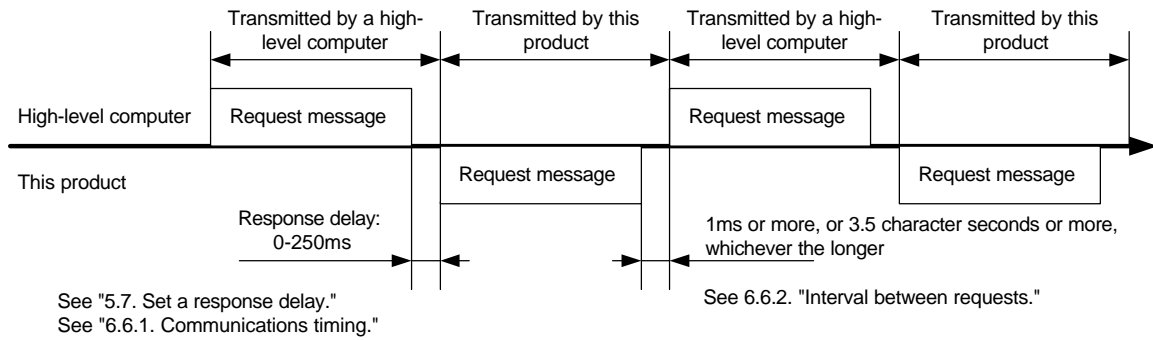 Transmitted by a high-
level computer
Transmitted by this
product
Transmitted by a high-
level computer
Transmitted by this
product
High-level computer
Request message
Request message
This product
Request message
Request message
Response delay:
0-250ms
1ms or more, or 3.5 character seconds or more,
whichever the longer
See "5.7. Set a response delay."
See "6.6.1. Communications timing."
See 6.6.2. "Interval between requests."